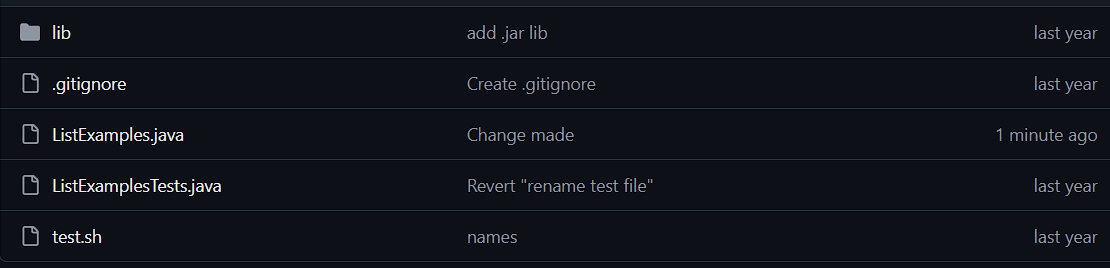 lib add .jar lib last year
.gitignore Create .gitignore last year
ListExamples.java Change made 1 minute ago
ListExamplesTests.java Revert "rename test file" last year
test.sh names last year